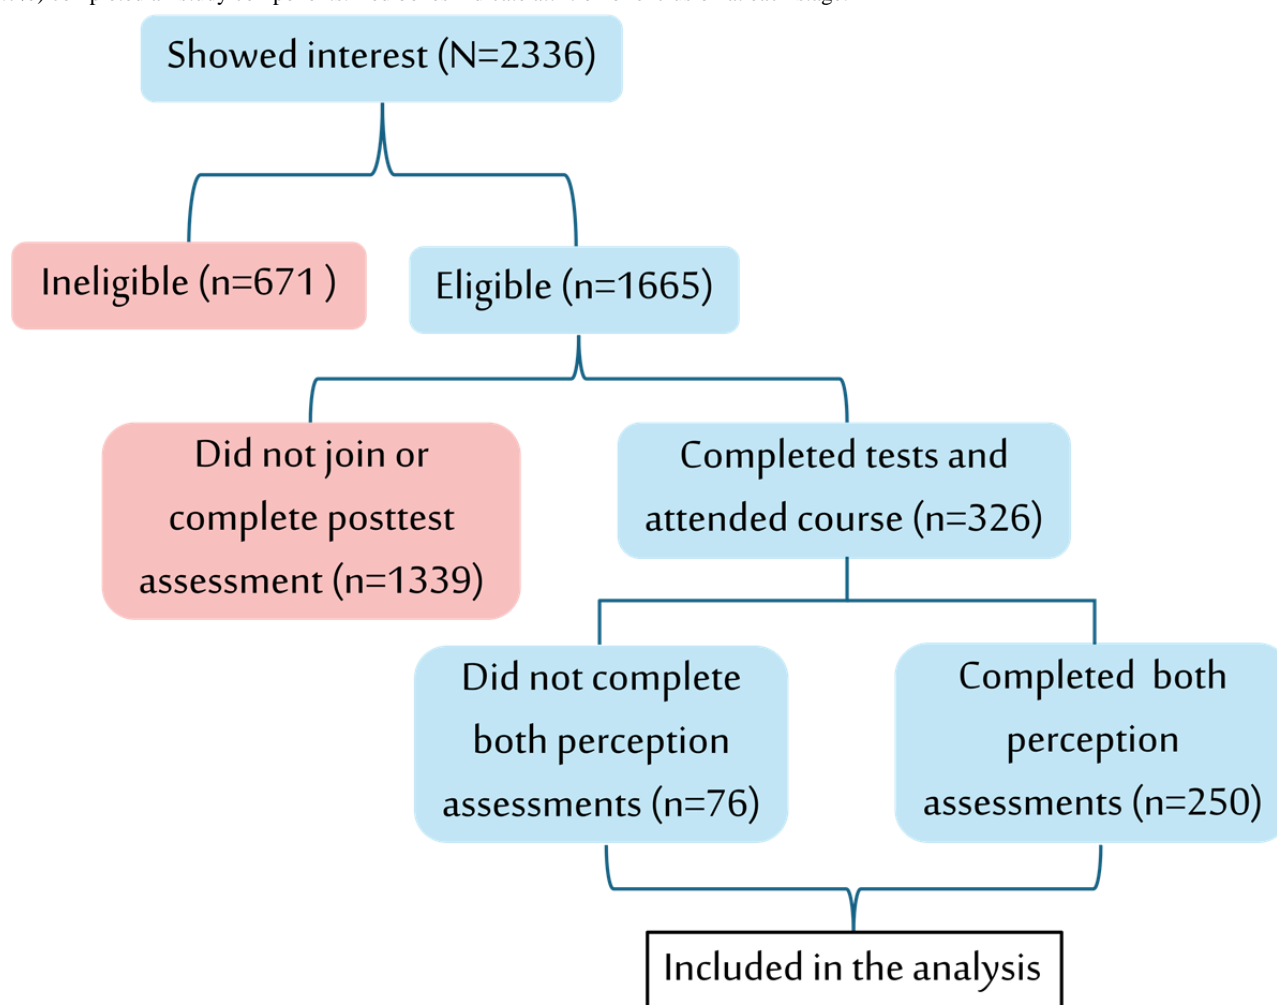 Showed interest (N=2336)
Ineligible (n=671 )
Eligible (n=1665)
Did not join or
complete posttest
assessment (n=1339)
Completed tests and
attended course (n=326)
Did not complete
both perception
assessments (n=76)
Completed both
perception
assessments (n=250)
Included in the analysis